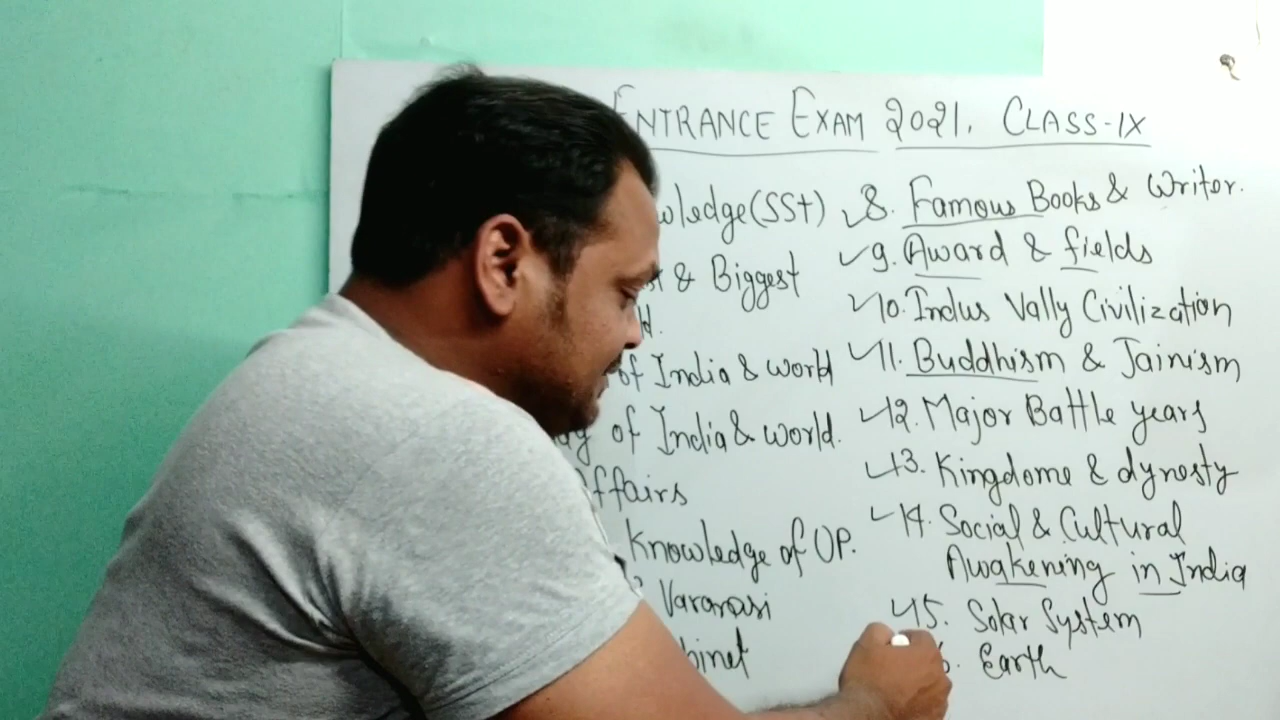 ENTRANCE EXAM 2021. CLASS-IX
wledge(SSt)
& Biggest
of India & world
of India & world.
ffairs
Knowledge of UP.
Varanasi
binet
8. Famous Books & Writer.
9. Award & fields
10. Indus Vally Civilization
11. Buddhism & Jainism
12. Major Battle years
13. Kingdome & dynesty
14. Social & Cultural
Awakening in India
15. Solar System
Earth